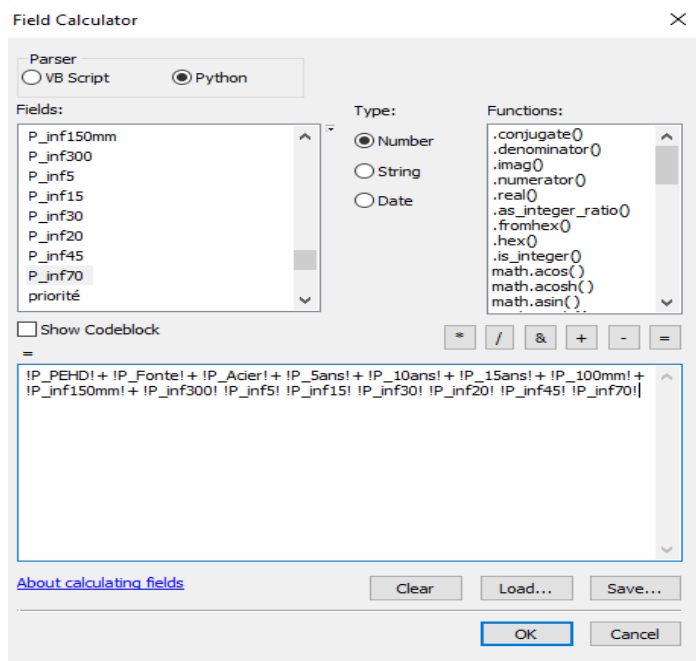 Field Calculator
Parser
VB Script Python
Fields: Type: Functions:
P_inf150mm
P_inf300
P_inf5
P_inf15
P_inf30
P_inf20
P_inf45
P_inf70
priorité
Number
String
Date
.conjugate()
.denominator()
.imag()
.numerator()
.real()
.as_integer_ratio()
.fromhex()
.hex()
.is_integer()
math.acos( )
math.acosh( )
math.asin( )
Show Codeblock
* / & + - =
=
!P_PEHD! + !P_Fonte! + !P_Acier! + !P_5ans! + !P_10ans! + !P_15ans! + !P_100mm! +
!P_inf150mm! + !P_inf300! !P_inf5! !P_inf15! !P_inf30! !P_inf20! !P_inf45! !P_inf70!
About calculating fields
Clear Load... Save...
OK Cancel